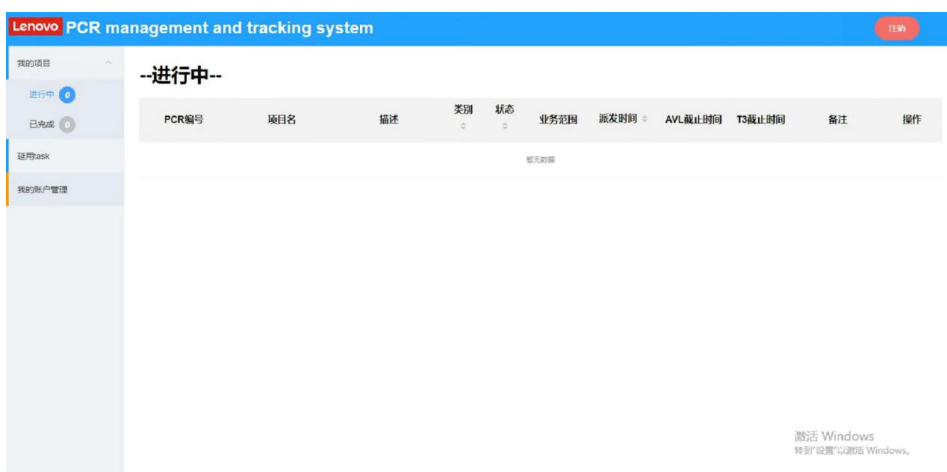 Lenovo PCR management and tracking system
注销
我的项目
进行中 0
已完成 0
延用task
我的账户管理
--进行中--
PCR编号 项目名 描述 类别 状态 业务范围 派发时间 AVL截止时间 T3截止时间 备注 操作
暂无数据
激活 Windows
转到"设置"以激活 Windows。